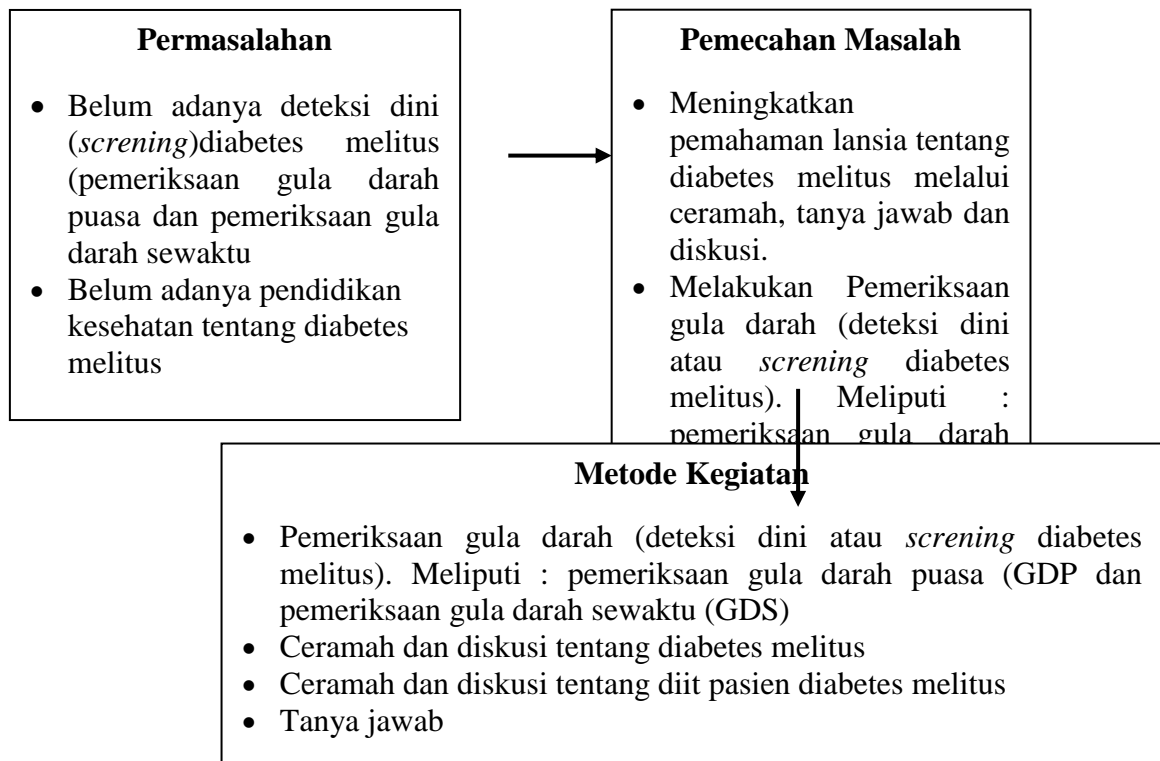 Permasalahan
• Belum adanya deteksi dini
(screning)diabetes melitus
(pemeriksaan gula darah
puasa dan pemeriksaan gula
darah sewaktu
• Belum adanya pendidikan
kesehatan tentang diabetes
melitus
Pemecahan Masalah
• Meningkatkan
pemahaman lansia tentang
diabetes melitus melalui
ceramah, tanya jawab dan
diskusi.
• Melakukan Pemeriksaan
gula darah (deteksi dini
atau screning diabetes
melitus). Meliputi :
pemeriksaan gula darah
Metode Kegiatan
• Pemeriksaan gula darah (deteksi dini atau screning diabetes
melitus). Meliputi : pemeriksaan gula darah puasa (GDP dan
pemeriksaan gula darah sewaktu (GDS)
• Ceramah dan diskusi tentang diabetes melitus
• Ceramah dan diskusi tentang diit pasien diabetes melitus
• Tanya jawab